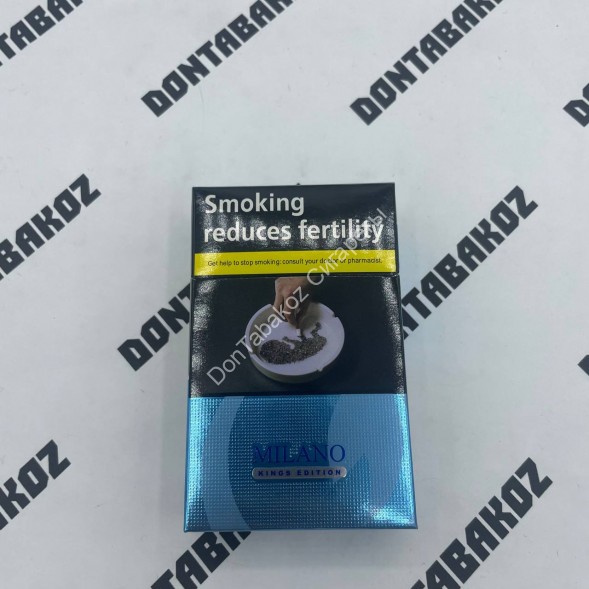 DONTABAKOZ
DONTABAKOZ
DONTABAKOZ
DONTABAKOZ
Smoking
reduces fertility
Get help to stop smoking: consult your doctor or pharmacist.
DonTabakoz Сигареты
MILANO
KINGS EDITION
DONTABAKOZ
DONTABAKOZ